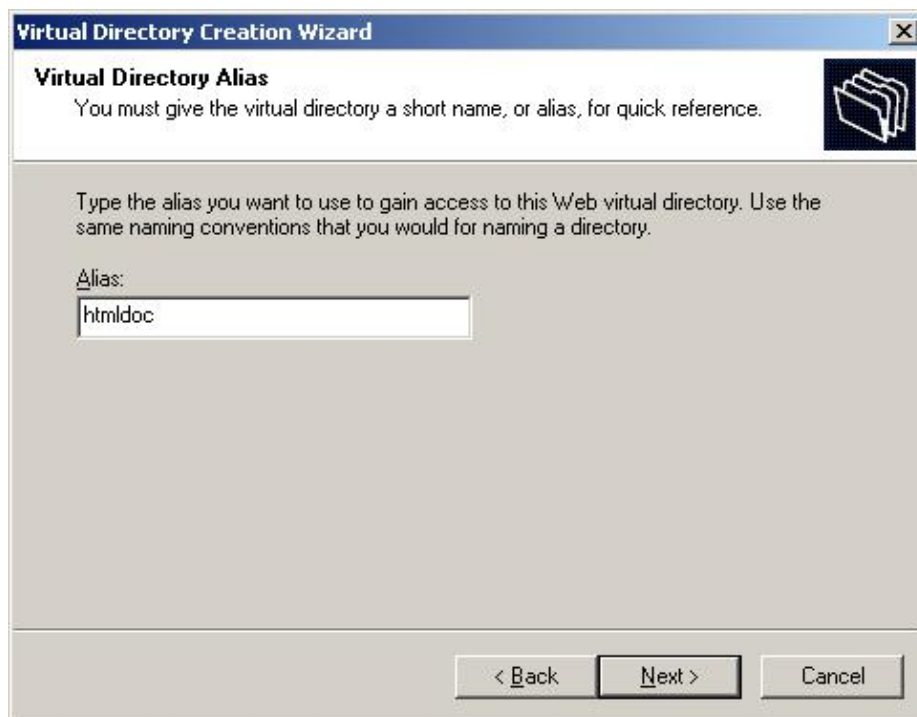 Virtual Directory Creation Wizard
Virtual Directory Alias
You must give the virtual directory a short name, or alias, for quick reference.
Type the alias you want to use to gain access to this Web virtual directory. Use the
same naming conventions that you would for naming a directory.
Alias:
htmldoc
< Back Next > Cancel